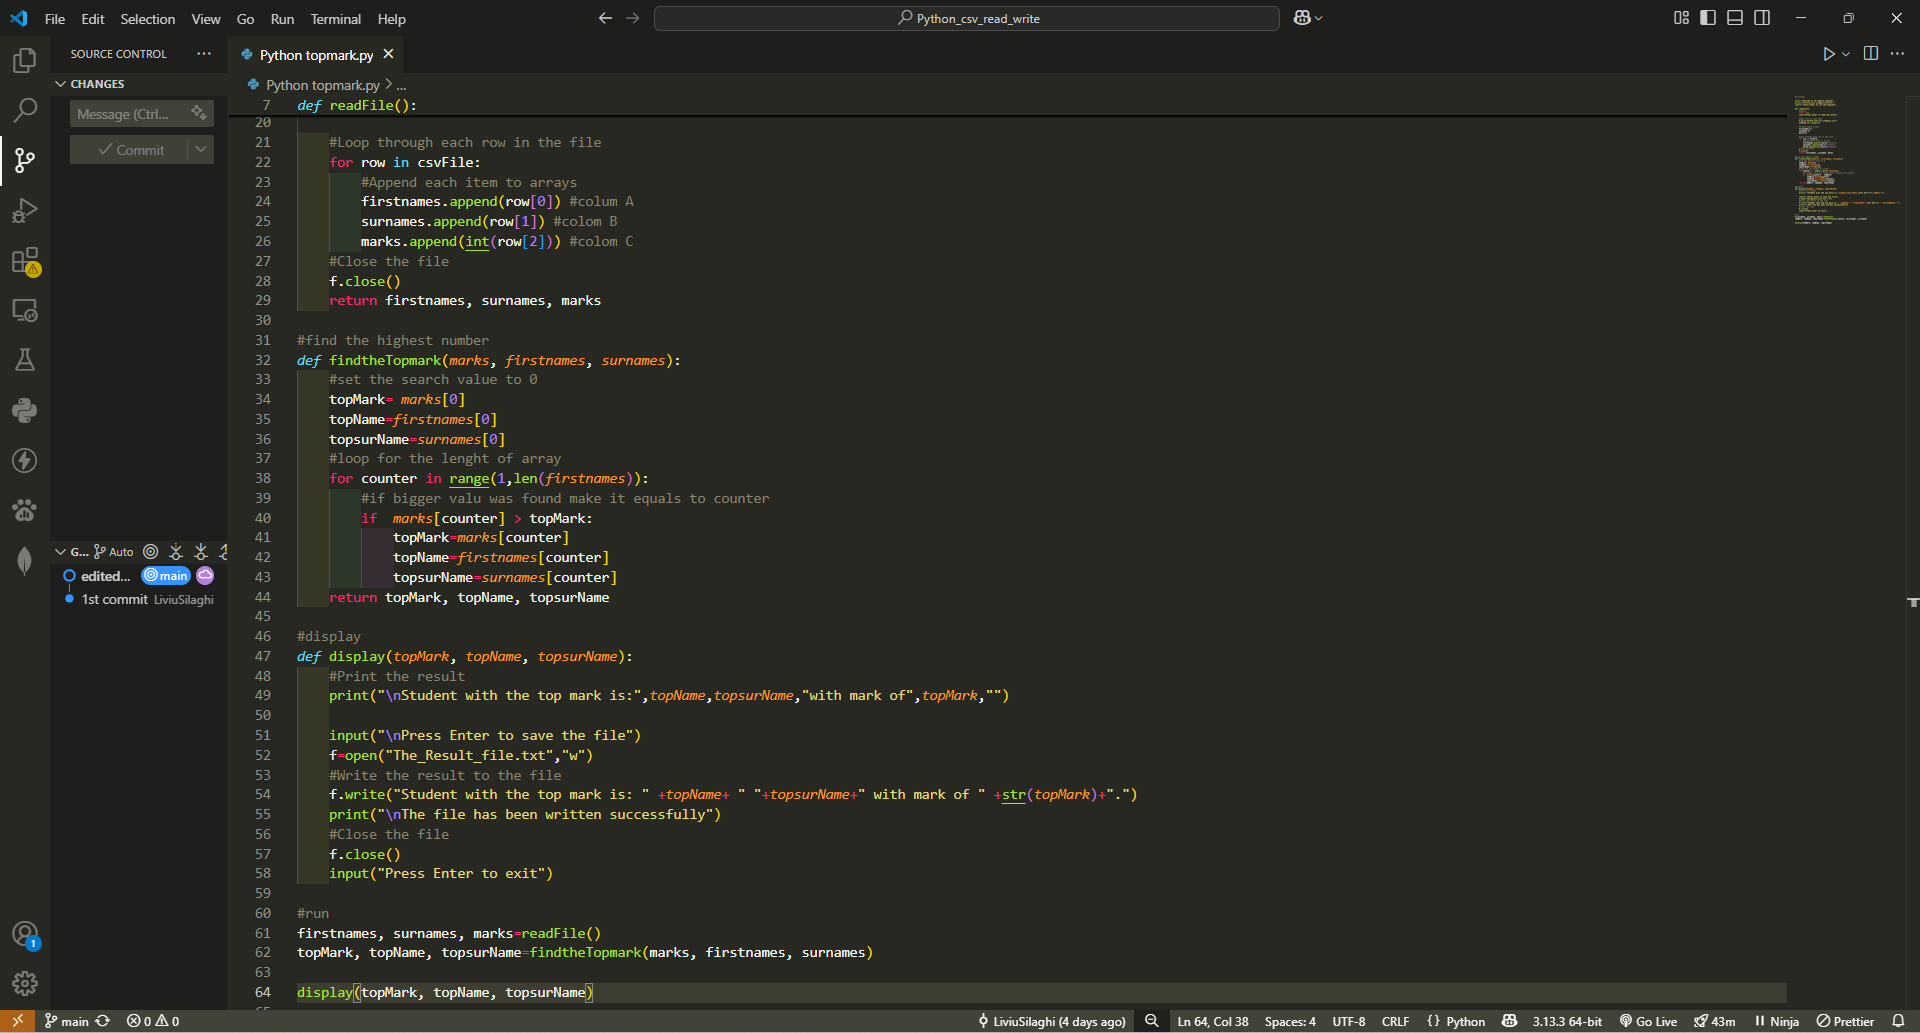 File Edit Selection View Go Run Terminal Help
Python_csv_read_write
SOURCE CONTROL
CHANGES
Message (Ctrl...
Commit
G... Auto
edited... main
1st commit LiviuSilaghi
Python topmark.py
Python topmark.py > ...
7 def readFile():
20
21 #Loop through each row in the file
22 for row in csvFile:
23 #Append each item to arrays
24 firstnames.append(row[0]) #colum A
25 surnames.append(row[1]) #colom B
26 marks.append(int(row[2])) #colom C
27 #Close the file
28 f.close()
29 return firstnames, surnames, marks
30
31 #find the highest number
32 def findtheTopmark(marks, firstnames, surnames):
33 #set the search value to 0
34 topMark= marks[0]
35 topName=firstnames[0]
36 topsurName=surnames[0]
37 #loop for the lenght of array
38 for counter in range(1,len(firstnames)):
39 #if bigger valu was found make it equals to counter
40 if  marks[counter] > topMark:
41 topMark=marks[counter]
42 topName=firstnames[counter]
43 topsurName=surnames[counter]
44 return topMark, topName, topsurName
45
46 #display
47 def display(topMark, topName, topsurName):
48 #Print the result
49 print("\nStudent with the top mark is:",topName,topsurName,"with mark of",topMark,"")
50
51 input("\nPress Enter to save the file")
52 f=open("The_Result_file.txt","w")
53 #Write the result to the file
54 f.write("Student with the top mark is: " +topName+ " "+topsurName+" with mark of " +str(topMark)+".")
55 print("\nThe file has been written successfully")
56 #Close the file
57 f.close()
58 input("Press Enter to exit")
59
60 #run
61 firstnames, surnames, marks=readFile()
62 topMark, topName, topsurName=findtheTopmark(marks, firstnames, surnames)
63
64 display(topMark, topName, topsurName)
1
main 0 0 LiviuSilaghi (4 days ago) Ln 64, Col 38 Spaces: 4 UTF-8 CRLF {} Python 3.13.3 64-bit Go Live 43m Ninja Prettier